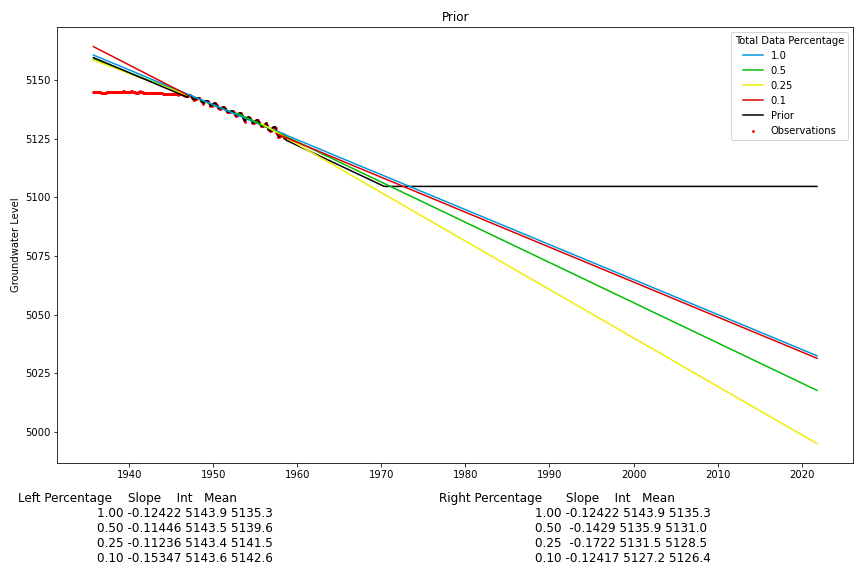 Prior
Total Data Percentage
1.0
0.5
0.25
0.1
Prior
Observations
Groundwater Level
5150
5125
5100
5075
5050
5025
5000
1940 1950 1960 1970 1980 1990 2000 2010 2020
Left Percentage Slope Int Mean
1.00 -0.12422 5143.9 5135.3
0.50 -0.11446 5143.5 5139.6
0.25 -0.11236 5143.4 5141.5
0.10 -0.15347 5143.6 5142.6
Right Percentage Slope Int Mean
1.00 -0.12422 5143.9 5135.3
0.50 -0.1429 5135.9 5131.0
0.25 -0.1722 5131.5 5128.5
0.10 -0.12417 5127.2 5126.4